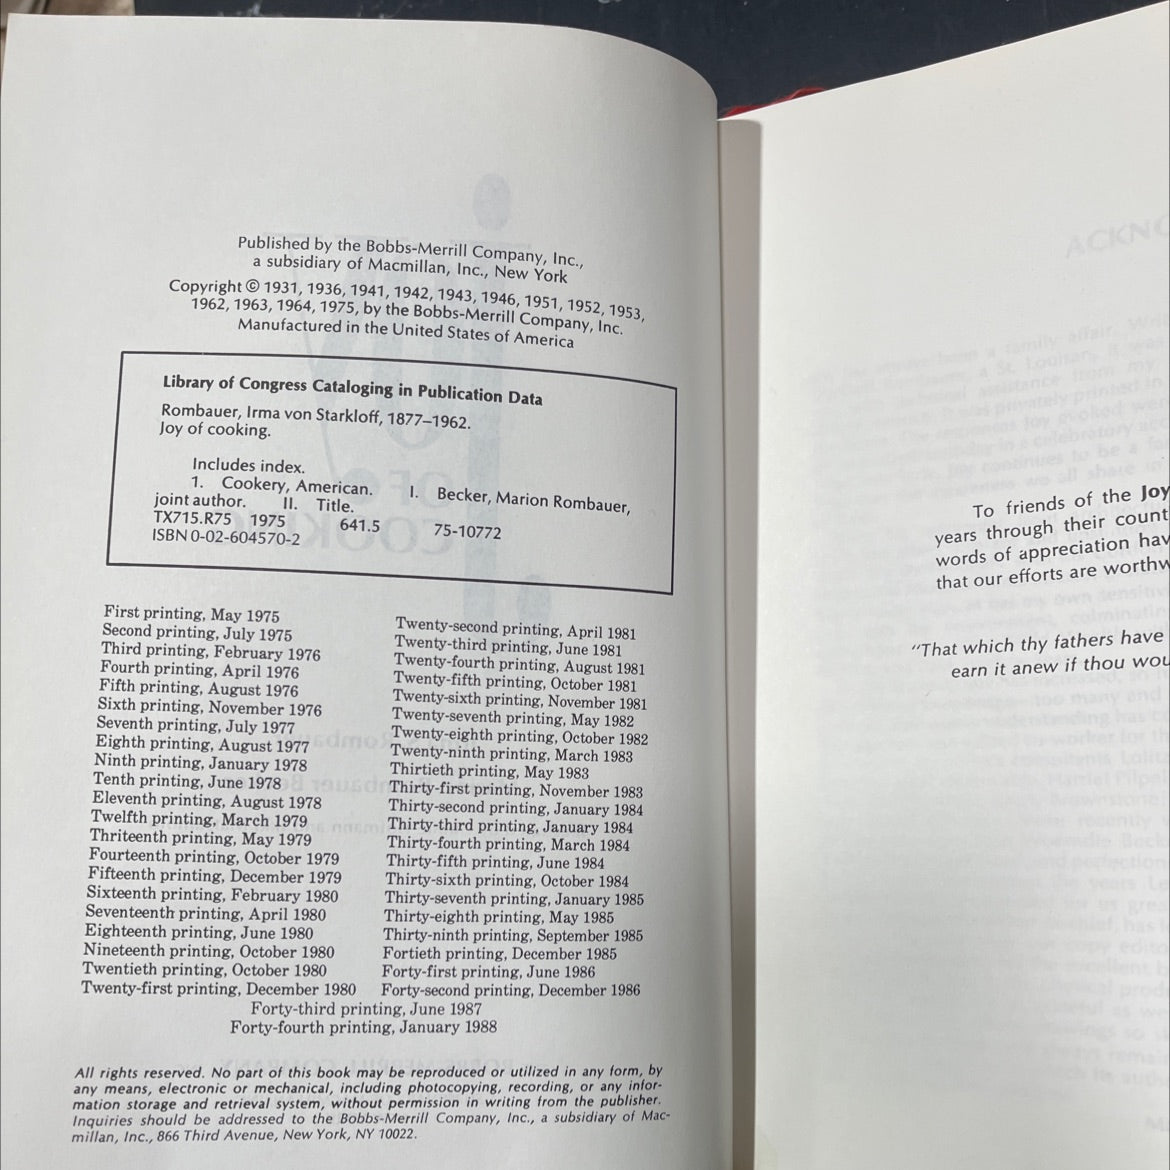 Published by the Bobbs-Merrill Company, Inc.,
a subsidiary of Macmillan, Inc., New York
Copyright © 1931, 1936, 1941, 1942, 1943, 1946, 1951, 1952, 1953,
1962, 1963, 1964, 1975, by the Bobbs-Merrill Company, Inc.
Manufactured in the United States of America
Library of Congress Cataloging in Publication Data
Rombauer, Irma von Starkloff, 1877–1962.
Joy of cooking.
Includes index.
1. Cookery, American. I. Becker, Marion Rombauer,
joint author. II. Title.
TX715.R75 1975 641.5 75-10772
ISBN 0-02-604570-2
First printing, May 1975
Second printing, July 1975
Third printing, February 1976
Fourth printing, April 1976
Fifth printing, August 1976
Sixth printing, November 1976
Seventh printing, July 1977
Eighth printing, August 1977
Ninth printing, January 1978
Tenth printing, June 1978
Eleventh printing, August 1978
Twelfth printing, March 1979
Thriteenth printing, May 1979
Fourteenth printing, October 1979
Fifteenth printing, December 1979
Sixteenth printing, February 1980
Seventeenth printing, April 1980
Eighteenth printing, June 1980
Nineteenth printing, October 1980
Twentieth printing, October 1980
Twenty-first printing, December 1980
Twenty-second printing, April 1981
Twenty-third printing, June 1981
Twenty-fourth printing, August 1981
Twenty-fifth printing, October 1981
Twenty-sixth printing, November 1981
Twenty-seventh printing, May 1982
Twenty-eighth printing, October 1982
Twenty-ninth printing, March 1983
Thirtieth printing, May 1983
Thirty-first printing, November 1983
Thirty-second printing, January 1984
Thirty-third printing, January 1984
Thirty-fourth printing, March 1984
Thirty-fifth printing, June 1984
Thirty-sixth printing, October 1984
Thirty-seventh printing, January 1985
Thirty-eighth printing, May 1985
Thirty-ninth printing, September 1985
Fortieth printing, December 1985
Forty-first printing, June 1986
Forty-second printing, December 1986
Forty-third printing, June 1987
Forty-fourth printing, January 1988
All rights reserved. No part of this book may be reproduced or utilized in any form, by
any means, electronic or mechanical, including photocopying, recording, or any infor-
mation storage and retrieval system, without permission in writing from the publisher.
Inquiries should be addressed to the Bobbs-Merrill Company, Inc., a subsidiary of Mac-
millan, Inc., 866 Third Avenue, New York, NY 10022.
To friends of the Joy
years through their count
words of appreciation hav
that our efforts are worthw
"That which thy fathers have
earn it anew if thou wou